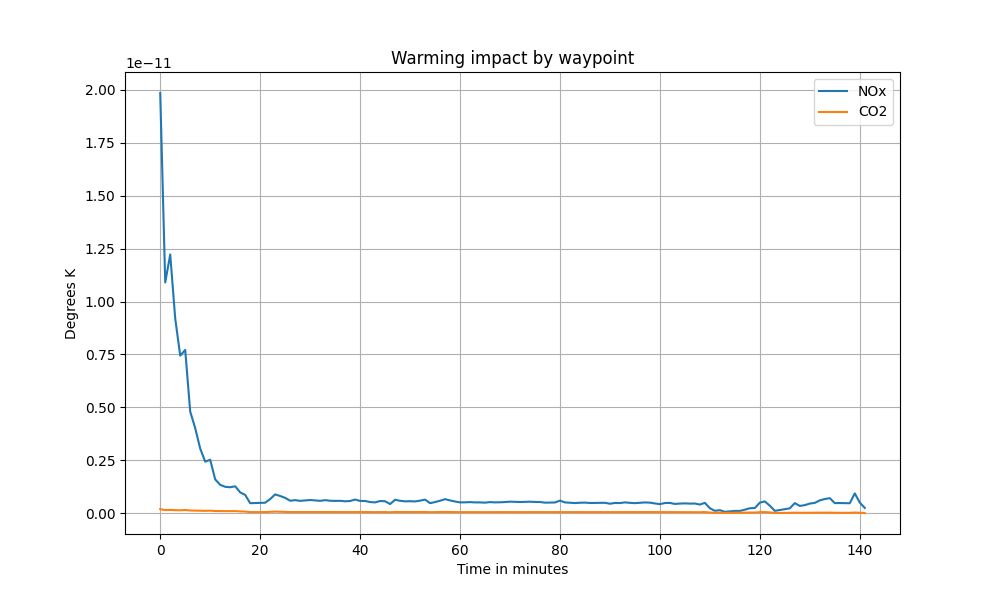 Warming impact by waypoint
1e−11
2.00
1.75
1.50
1.25
1.00
0.75
0.50
0.25
0.00
Degrees K
NOx
CO2
0 20 40 60 80 100 120 140
Time in minutes